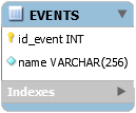 EVENTS
id_event INT
name VARCHAR(256)
Indexes